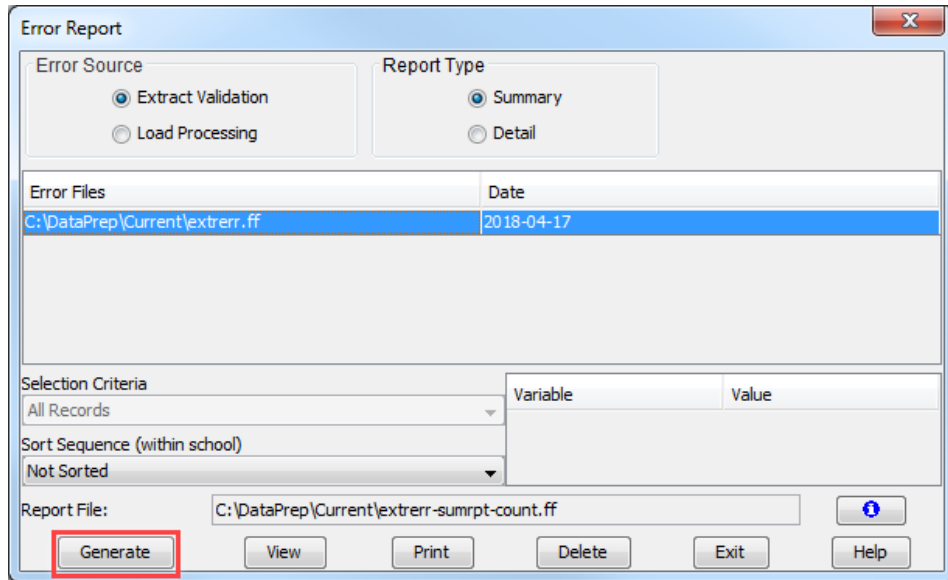 Error Report
Error Source
Report Type
Extract Validation
Summary
Load Processing
Detail
Error Files
Date
C:\DataPrep\Current\extrerr.ff
2018-04-17
Selection Criteria
Variable
Value
All Records
Sort Sequence (within school)
Not Sorted
Report File:
C:\DataPrep\Current\extrerr-sumrpt-count.ff
Generate
View
Print
Delete
Exit
Help